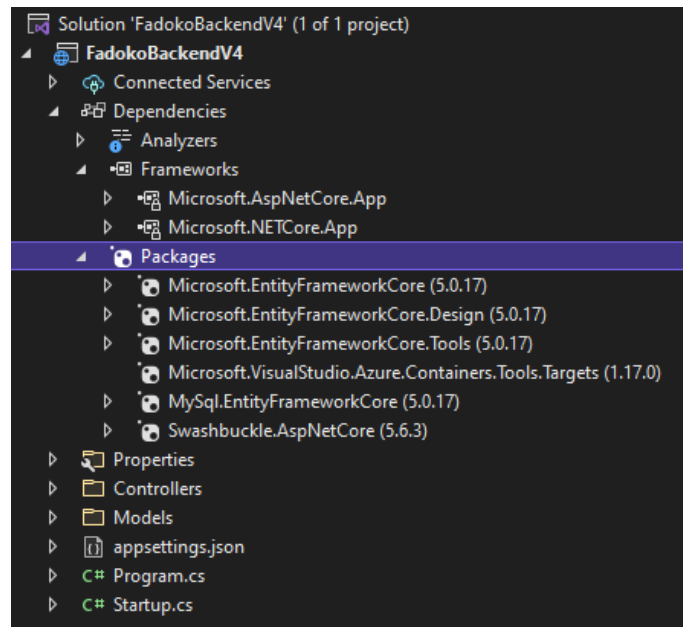 Solution 'FadokoBackendV4' (1 of 1 project)
FadokoBackendV4
Connected Services
Dependencies
Analyzers
Frameworks
Microsoft.AspNetCore.App
Microsoft.NETCore.App
Packages
Microsoft.EntityFrameworkCore (5.0.17)
Microsoft.EntityFrameworkCore.Design (5.0.17)
Microsoft.EntityFrameworkCore.Tools (5.0.17)
Microsoft.VisualStudio.Azure.Containers.Tools.Targets (1.17.0)
MySql.EntityFrameworkCore (5.0.17)
Swashbuckle.AspNetCore (5.6.3)
Properties
Controllers
Models
appsettings.json
C# Program.cs
C# Startup.cs